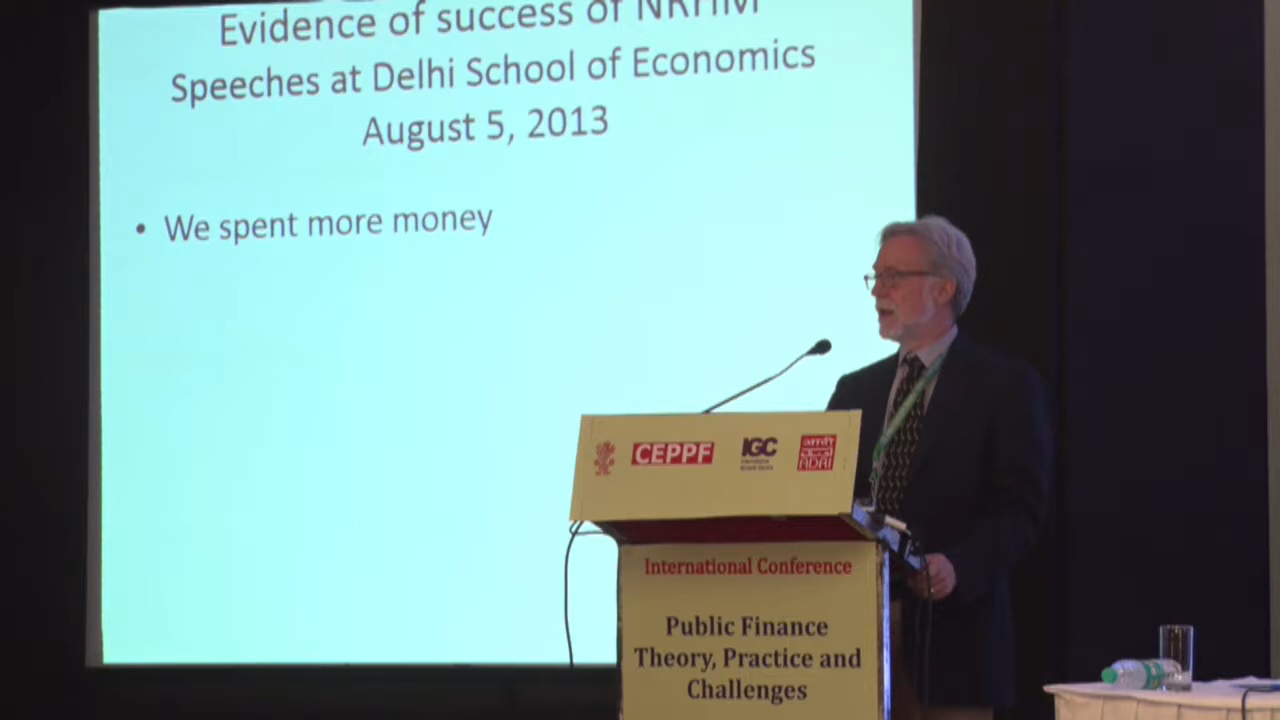 Evidence of success of NRHM
Speeches at Delhi School of Economics
August 5, 2013
• We spent more money
CEPPF
IGC
International Conference
Public Finance
Theory, Practice and
Challenges